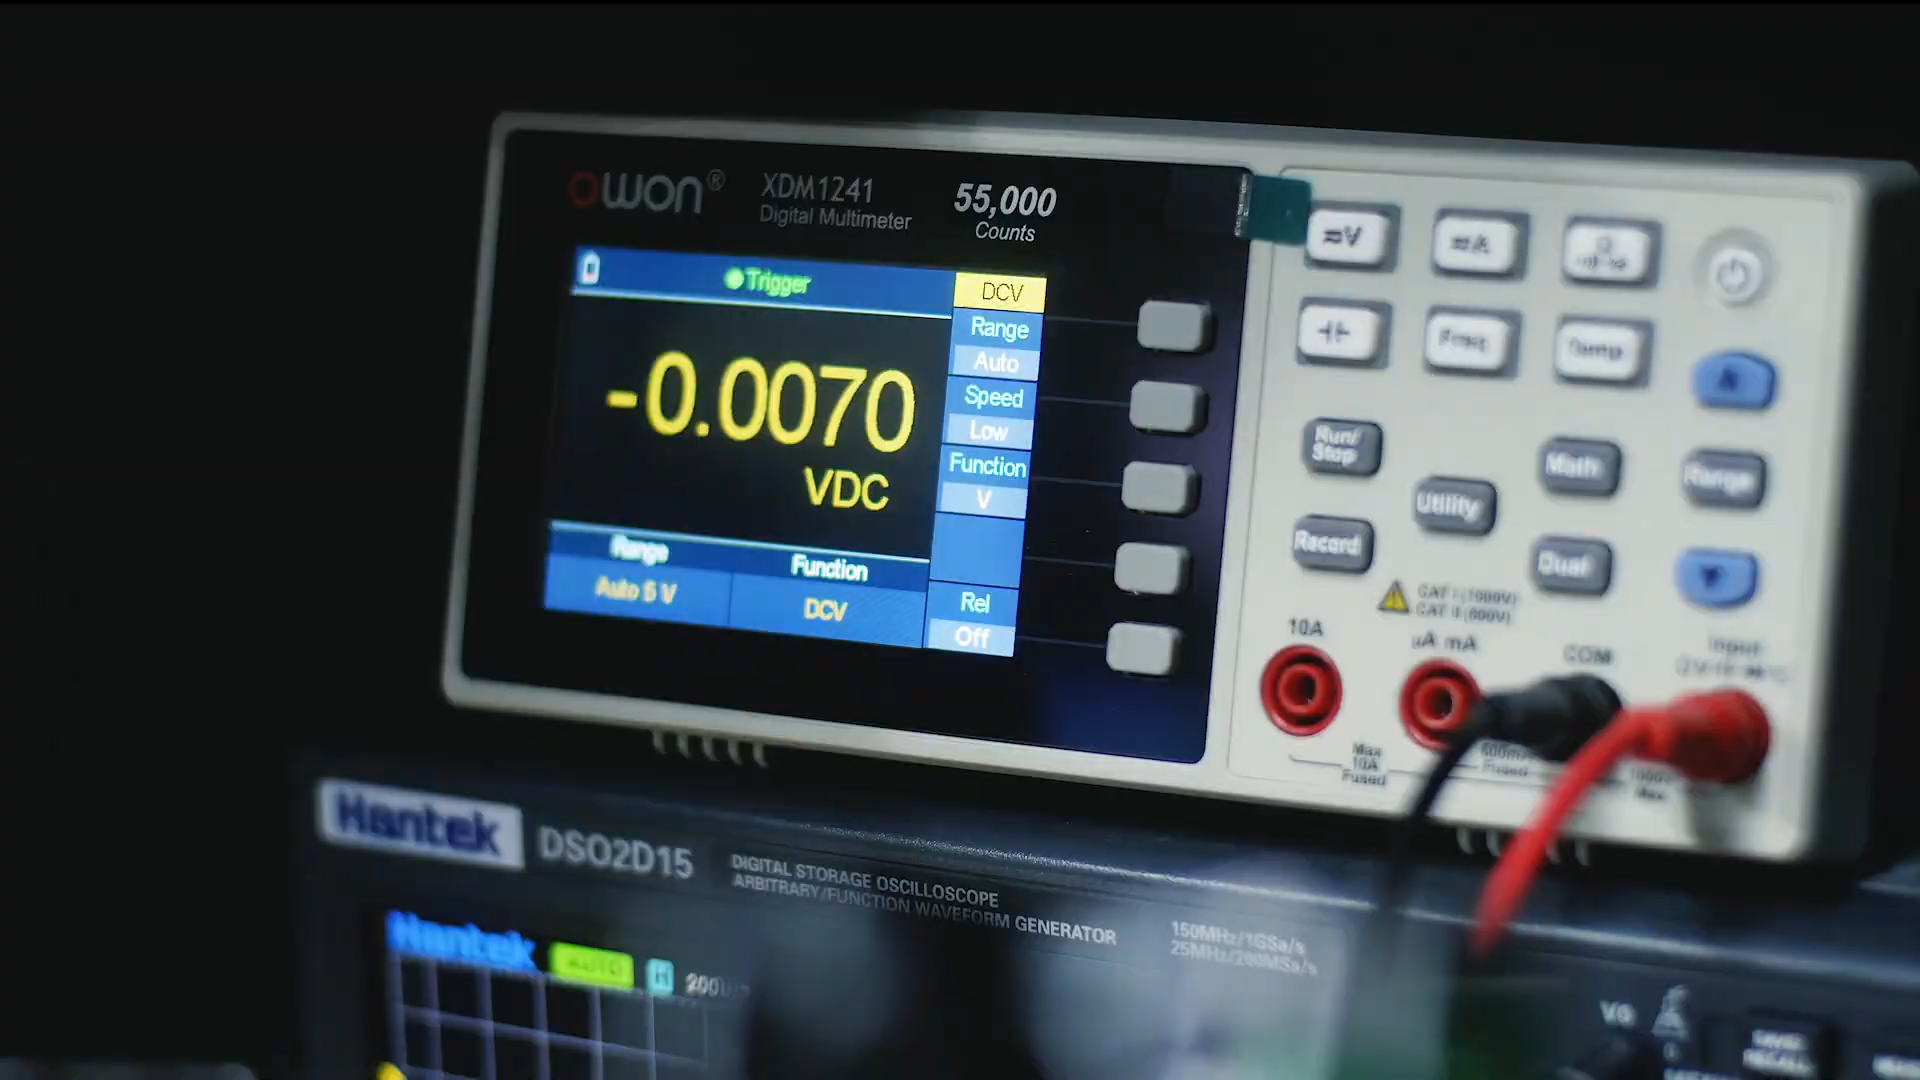 OWON®
XDM1241
Digital Multimeter
55,000
Counts
Trigger
DCV
Range
Auto
Speed
Low
Function
V
Rel
Off
-0.0070
VDC
Range
Auto 5 V
Function
DCV
V
A
Freq
Temp
Run/
Stop
Utility
Math
Range
Record
Dual
CAT I (1000V)
CAT II (600V)
10A
µA mA
COM
Input
Max
10A
Fused
Fused
1000V
Max
Hantek
DSO2D15
DIGITAL STORAGE OSCILLOSCOPE
ARBITRARY/FUNCTION WAVEFORM GENERATOR
150MHz/1GSa/s
25MHz/200MSa/s
Hantek
AUTO
H
SAVE/
RECALL